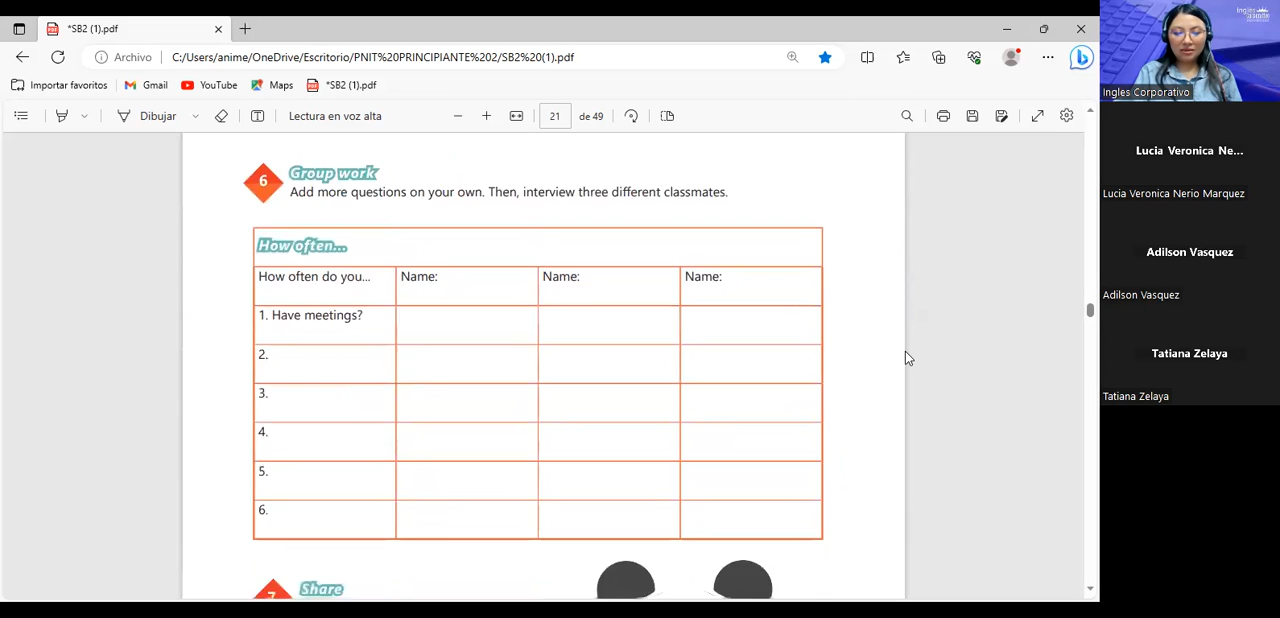 *SB2 (1).pdf
Archivo
C:/Users/anime/OneDrive/Escritorio/PNIT%20PRINCIPIANTE%202/SB2%20(1).pdf
Importar favoritos
Gmail
YouTube
Maps
*SB2 (1).pdf
Dibujar
Lectura en voz alta
21
de 49
6
Group work
Add more questions on your own. Then, interview three different classmates.
How often...
How often do you...
Name:
Name:
Name:
1. Have meetings?
2.
3.
4.
5.
6.
7
Share
Ingles Corporativo
Lucia Veronica Ne...
Lucia Veronica Nerio Marquez
Adilson Vasquez
Adilson Vasquez
Tatiana Zelaya
Tatiana Zelaya